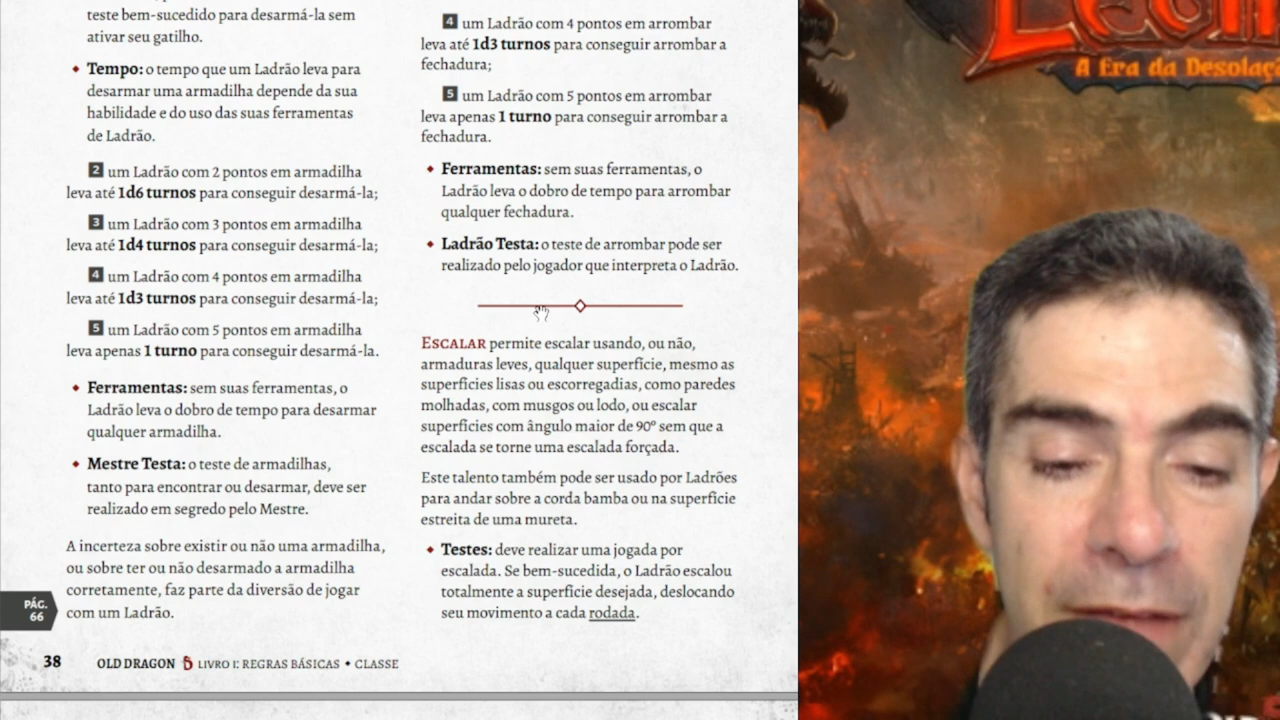 teste bem-sucedido para desarmá-la sem
ativar seu gatilho.
Tempo: o tempo que um Ladrão leva para
desarmar uma armadilha depende da sua
habilidade e do uso das suas ferramentas
de Ladrão.
2 um Ladrão com 2 pontos em armadilha
leva até 1d6 turnos para conseguir desarmá-la;
3 um Ladrão com 3 pontos em armadilha
leva até 1d4 turnos para conseguir desarmá-la;
4 um Ladrão com 4 pontos em armadilha
leva até 1d3 turnos para conseguir desarmá-la;
5 um Ladrão com 5 pontos em armadilha
leva apenas 1 turno para conseguir desarmá-la.
Ferramentas: sem suas ferramentas, o
Ladrão leva o dobro de tempo para desarmar
qualquer armadilha.
Mestre Testa: o teste de armadilhas,
tanto para encontrar ou desarmar, deve ser
realizado em segredo pelo Mestre.
A incerteza sobre existir ou não uma armadilha,
ou sobre ter ou não desarmado a armadilha
corretamente, faz parte da diversão de jogar
com um Ladrão.
PÁG.
66
38 OLD DRAGON LIVRO I: REGRAS BÁSICAS • CLASSE
4 um Ladrão com 4 pontos em arrombar
leva até 1d3 turnos para conseguir arrombar a
fechadura;
5 um Ladrão com 5 pontos em arrombar
leva apenas 1 turno para conseguir arrombar a
fechadura.
Ferramentas: sem suas ferramentas, o
Ladrão leva o dobro de tempo para arrombar
qualquer fechadura.
Ladrão Testa: o teste de arrombar pode ser
realizado pelo jogador que interpreta o Ladrão.
ESCALAR permite escalar usando, ou não,
armaduras leves, qualquer superfície, mesmo as
superfícies lisas ou escorregadias, como paredes
molhadas, com musgos ou lodo, ou escalar
superfícies com ângulo maior de 90º sem que a
escalada se torne uma escalada forçada.
Este talento também pode ser usado por Ladrões
para andar sobre a corda bamba ou na superfície
estreita de uma mureta.
Testes: deve realizar uma jogada por
escalada. Se bem-sucedida, o Ladrão escalou
totalmente a superfície desejada, deslocando
seu movimento a cada rodada.
A Era da Desolaçã